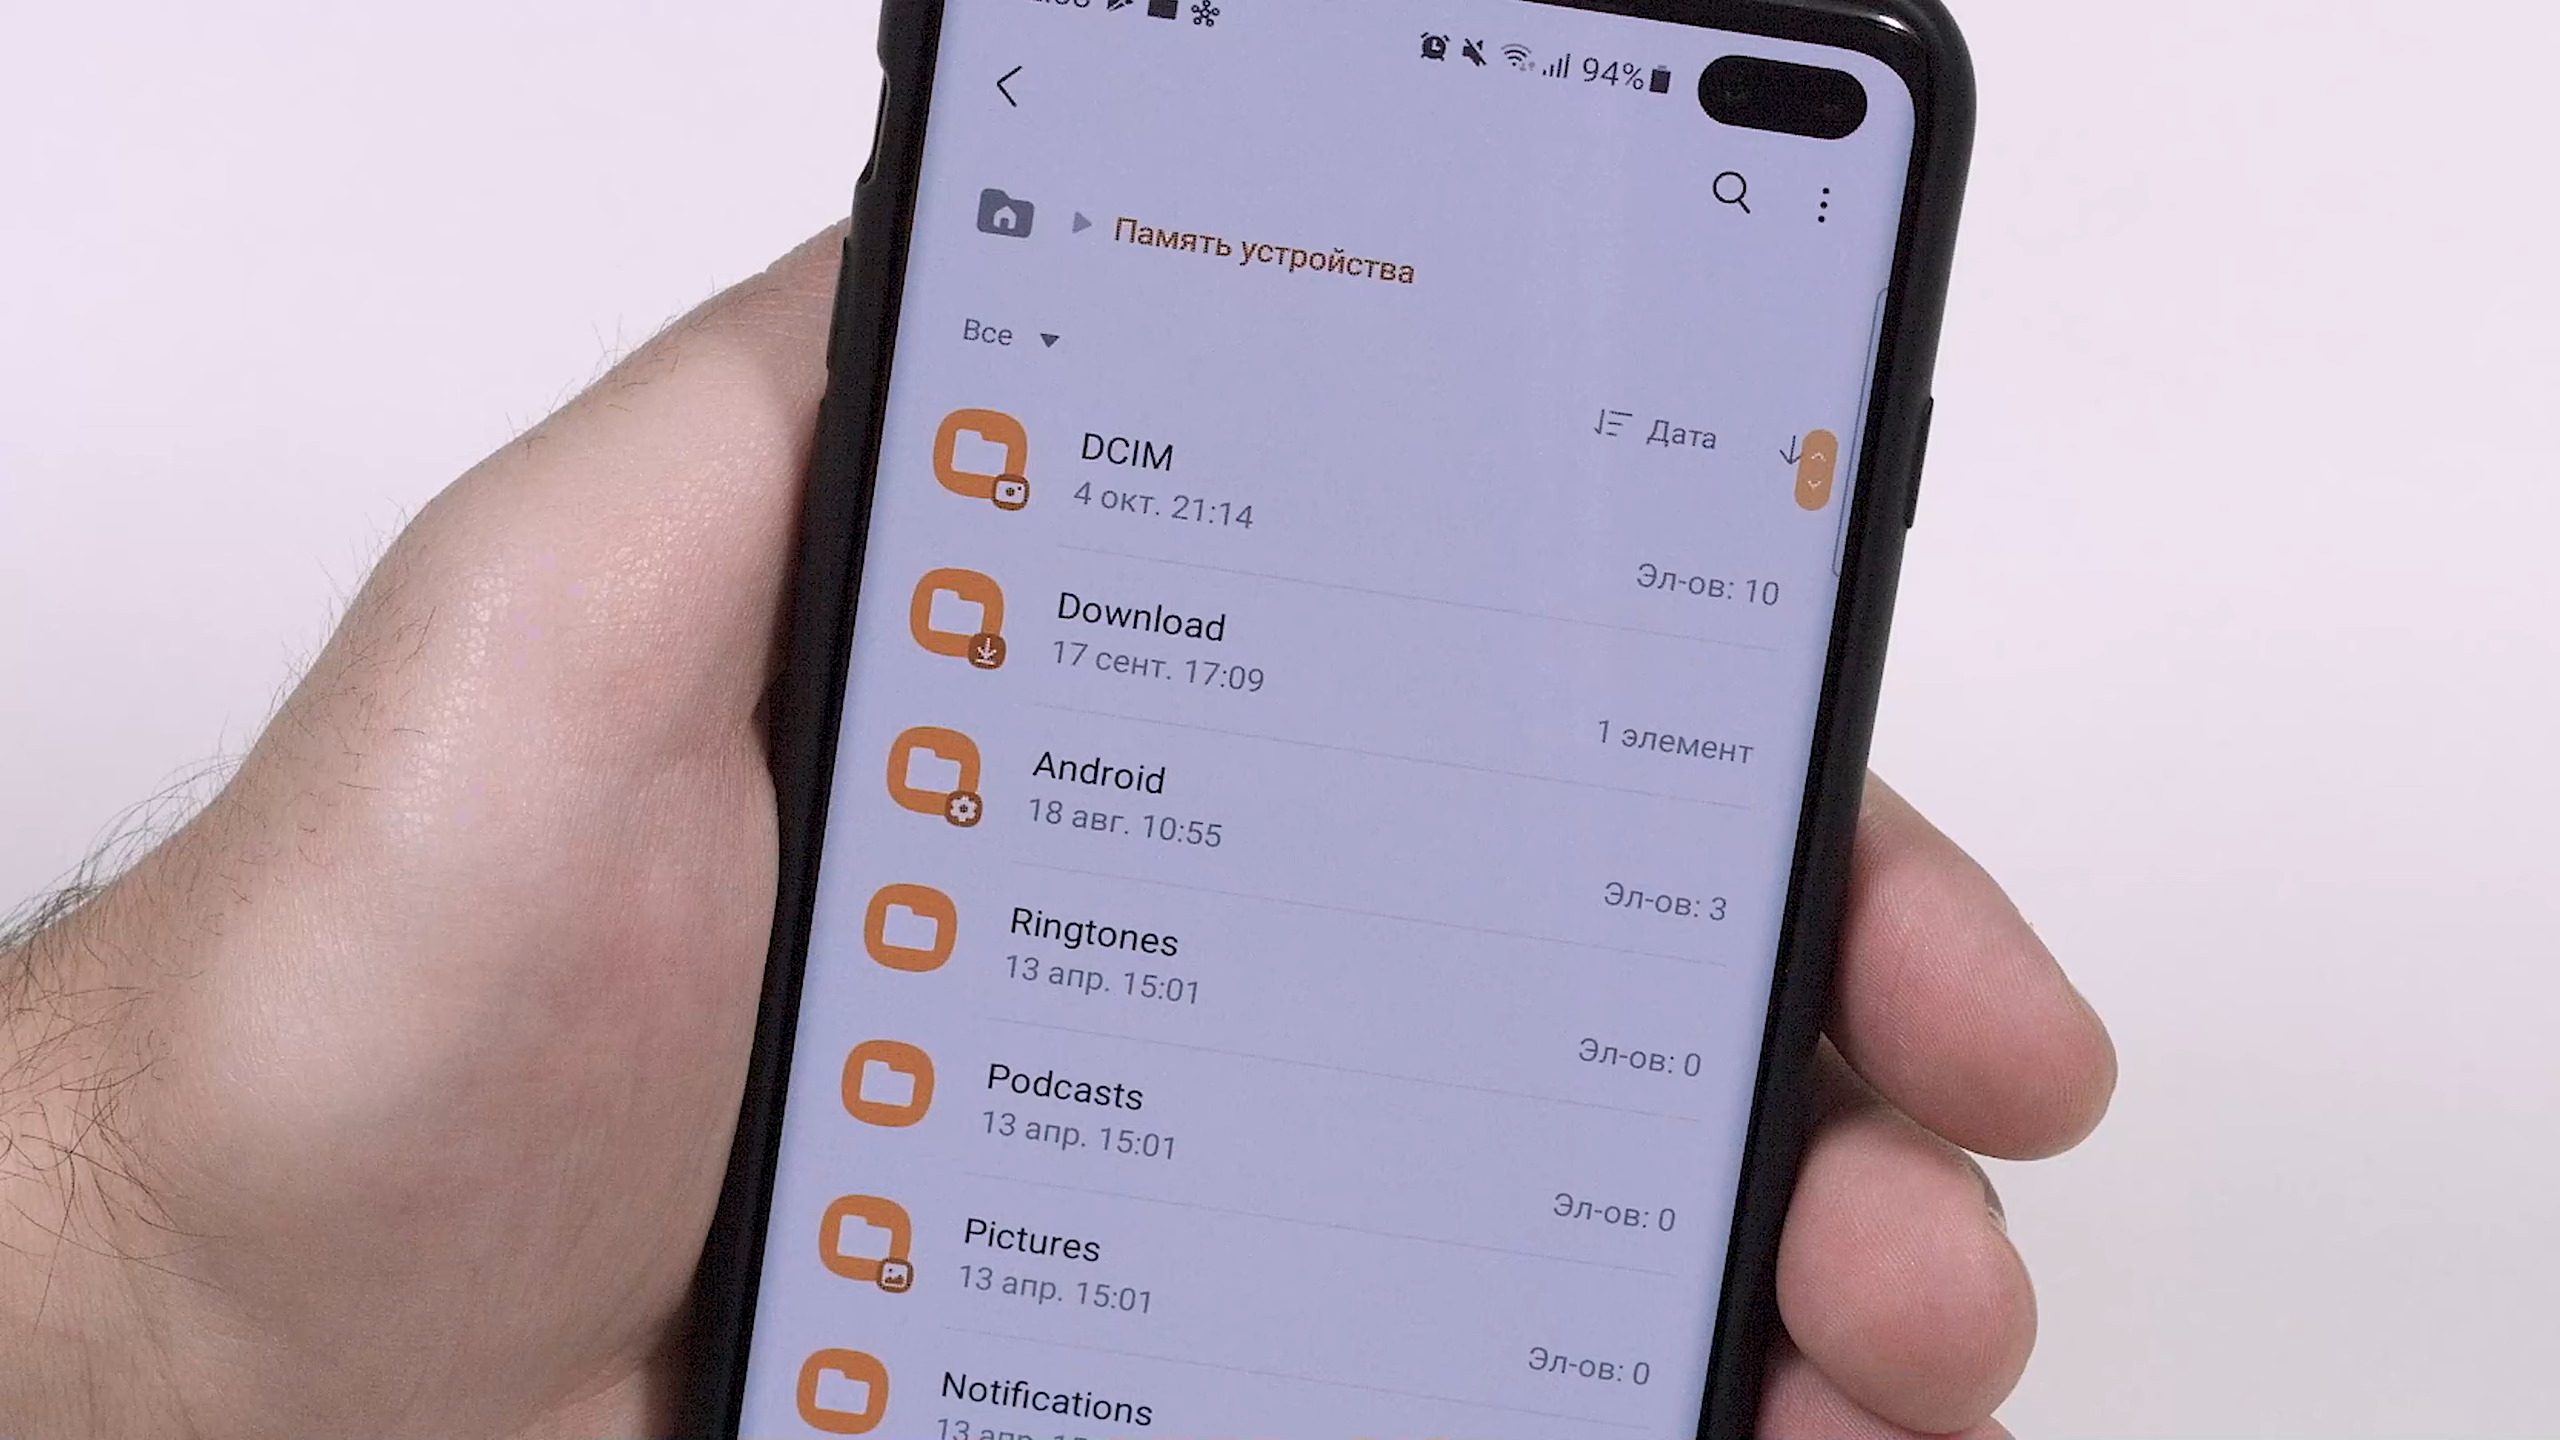 94%
Память устройства
Все
Дата
DCIM
4 окт. 21:14
Эл-ов: 10
Download
17 сент. 17:09
1 элемент
Android
18 авг. 10:55
Эл-ов: 3
Ringtones
13 апр. 15:01
Эл-ов: 0
Podcasts
13 апр. 15:01
Эл-ов: 0
Pictures
13 апр. 15:01
Эл-ов: 0
Notifications
13 апр.